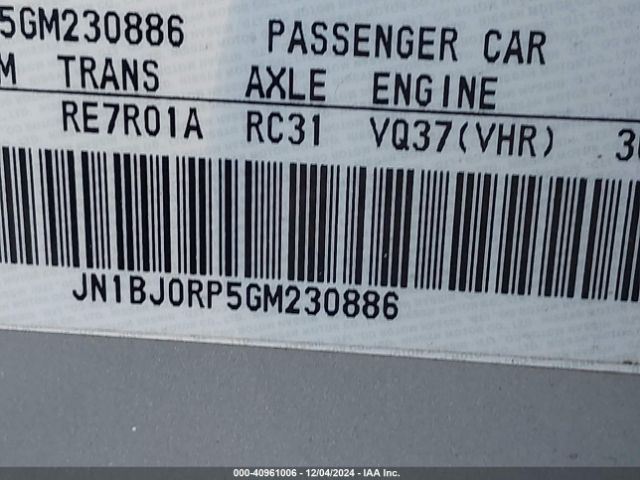 5GM230886 PASSENGER CAR
M TRANS AXLE ENGINE
RE7R01A RC31 VQ37(VHR)
JN1BJ0RP5GM230886
000-40961006 - 12/04/2024 - IAA Inc.